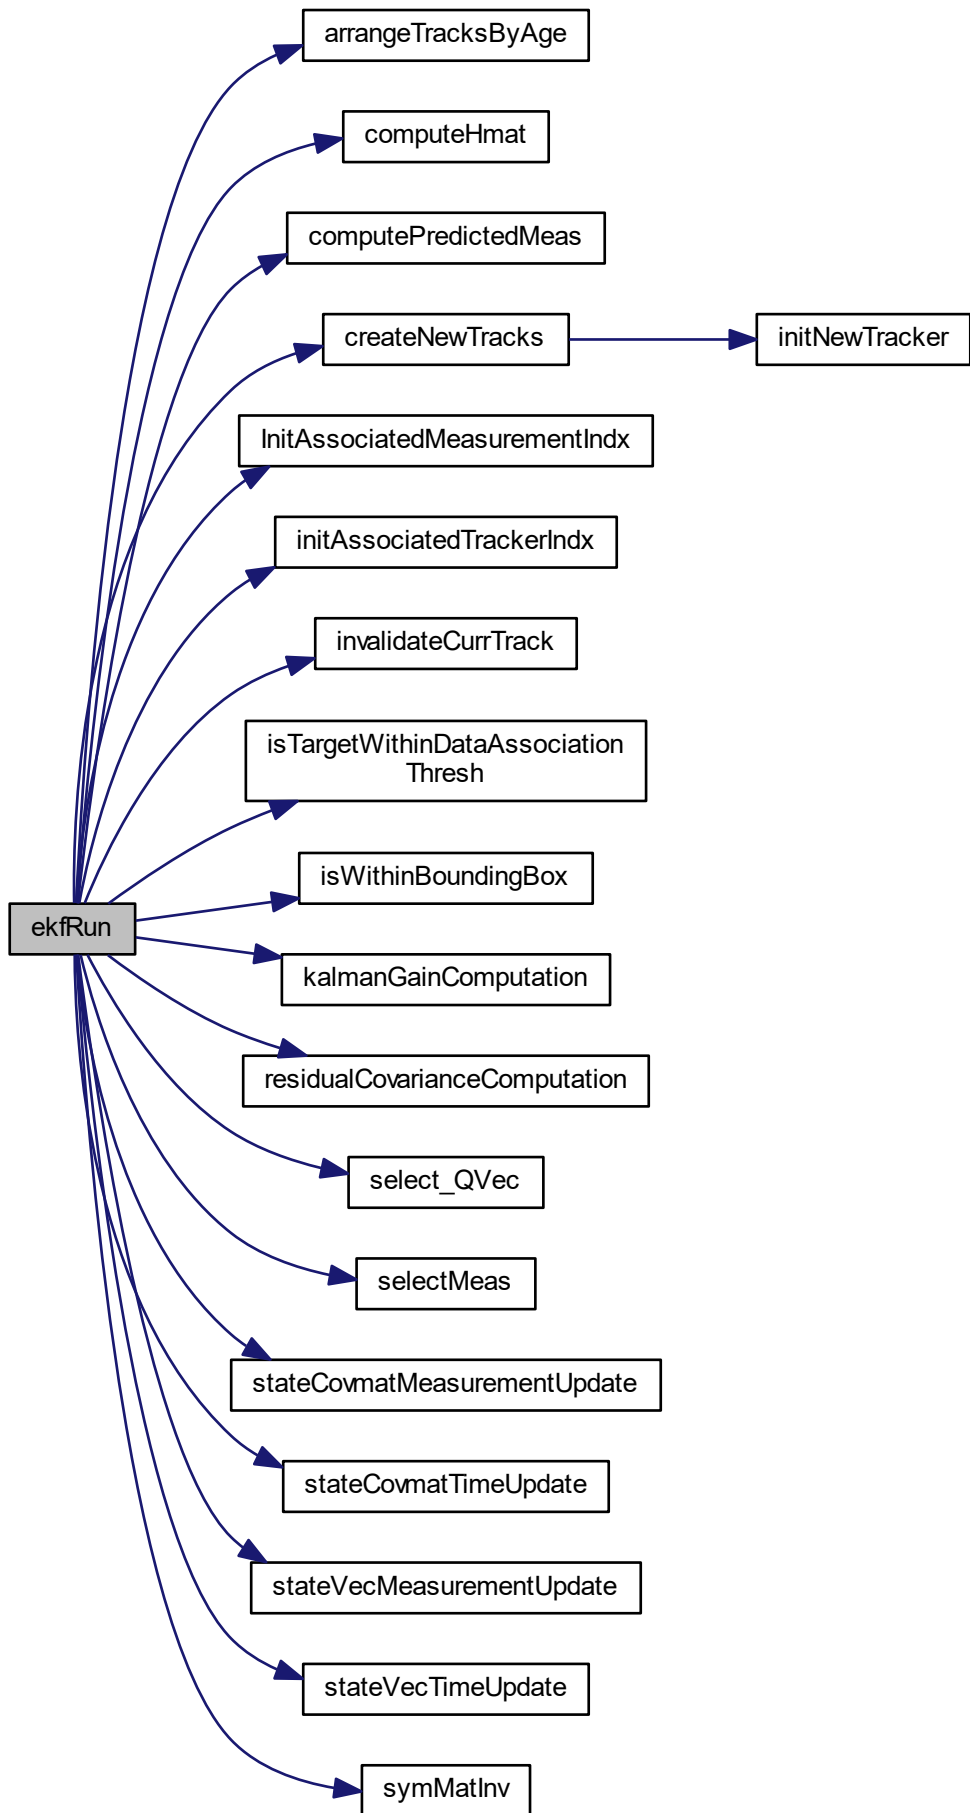 arrangeTracksByAge
computeHmat
computePredictedMeas
createNewTracks
initNewTracker
InitAssociatedMeasurementIndx
initAssociatedTrackerIndx
invalidateCurrTrack
isTargetWithinDataAssociation
Thresh
isWithinBoundingBox
ekfRun
kalmanGainComputation
residualCovarianceComputation
select_QVec
selectMeas
stateCovmatMeasurementUpdate
stateCovmatTimeUpdate
stateVecMeasurementUpdate
stateVecTimeUpdate
symMatInv